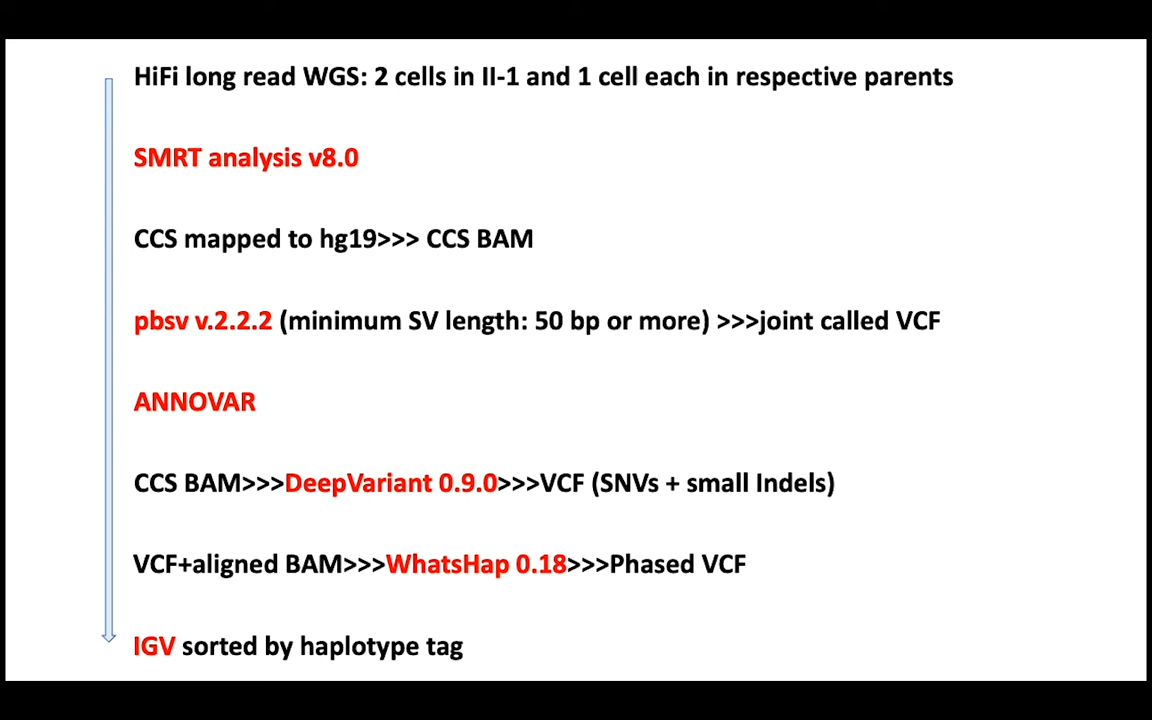 HiFi long read WGS: 2 cells in II-1 and 1 cell each in respective parents
SMRT analysis v8.0
CCS mapped to hg19>>> CCS BAM
pbsv v.2.2.2 (minimum SV length: 50 bp or more) >>>joint called VCF
ANNOVAR
CCS BAM>>>DeepVariant 0.9.0>>>VCF (SNVs + small Indels)
VCF+aligned BAM>>>WhatsHap 0.18>>>Phased VCF
IGV sorted by haplotype tag